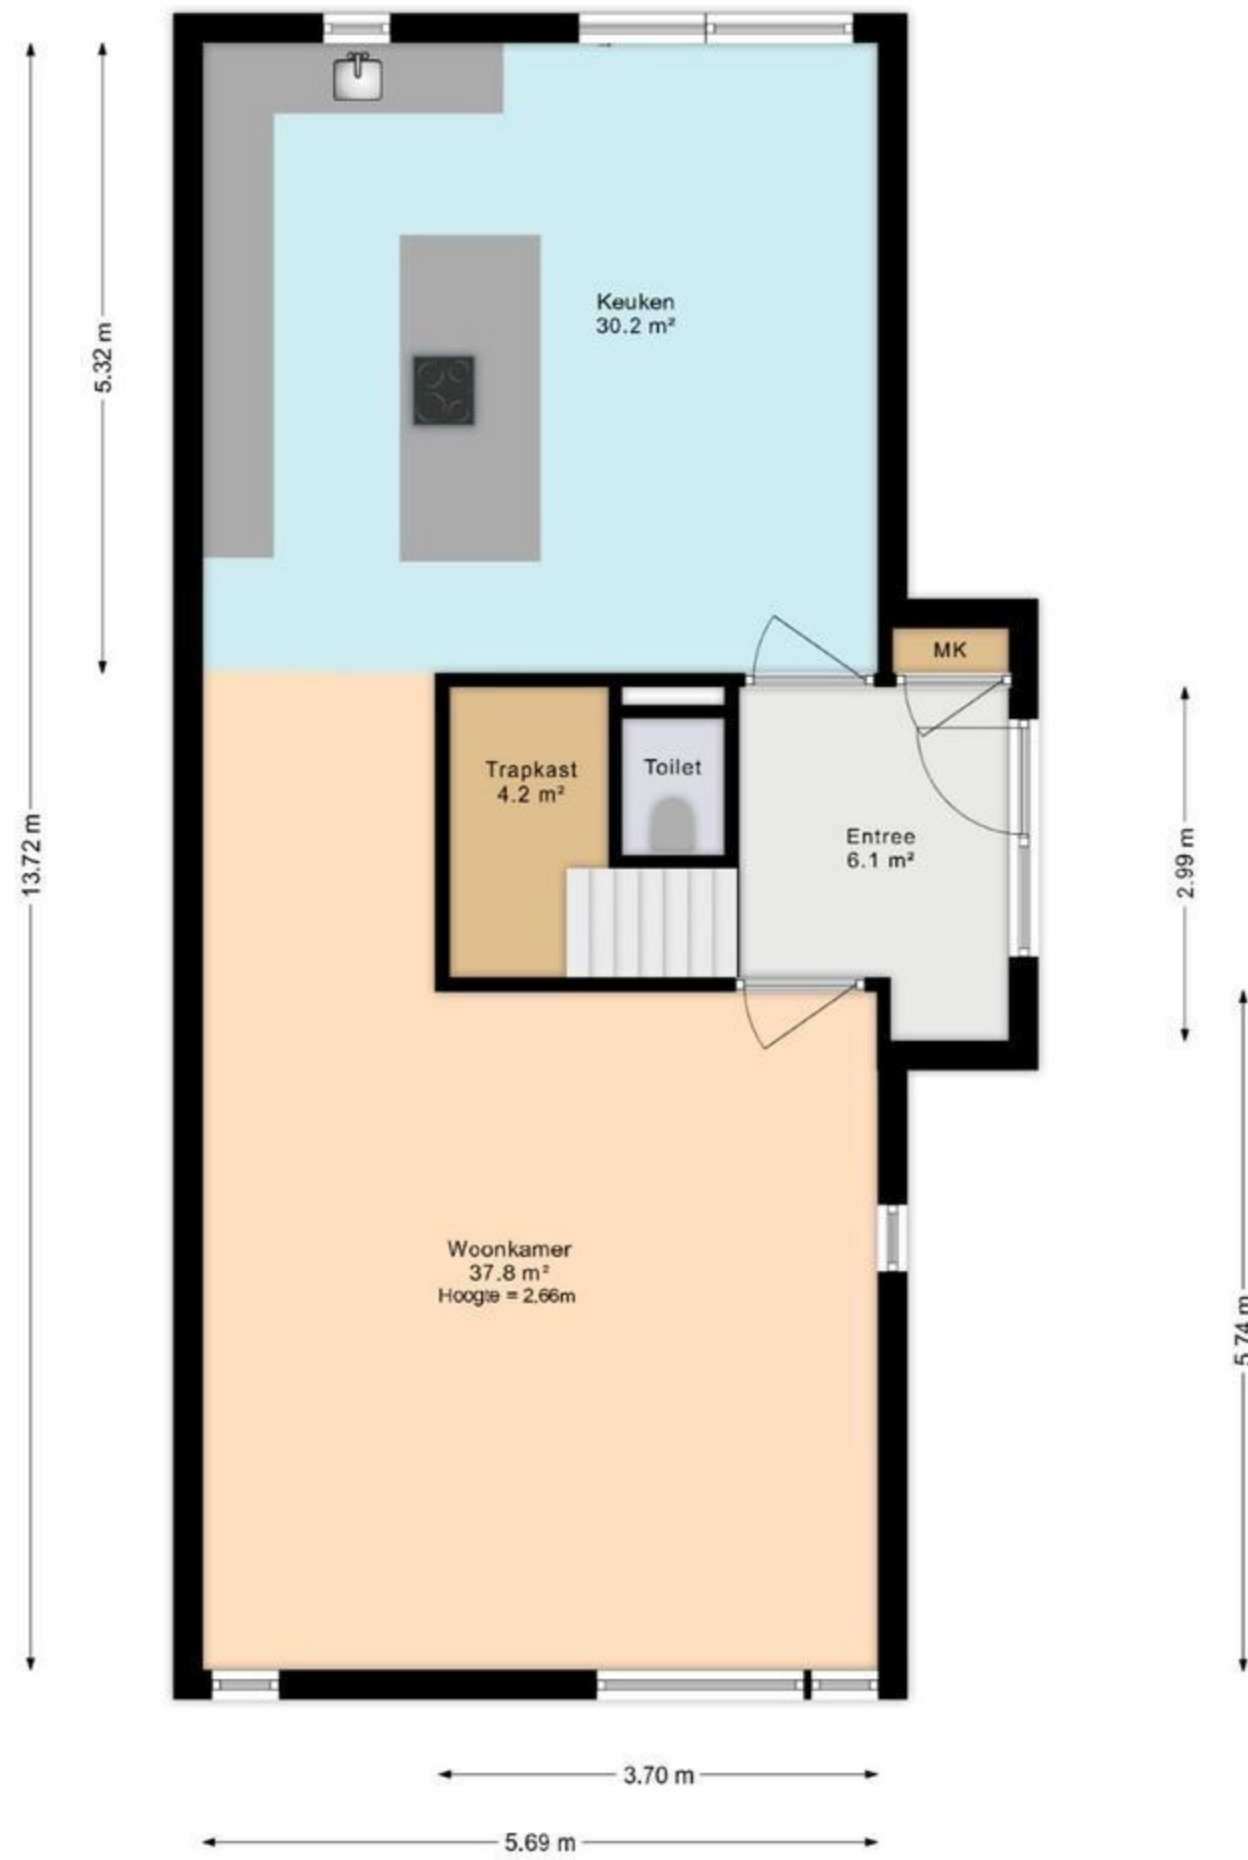 Keuken
30.2 m²
5.32 m
MK
Trapkast
4.2 m²
Toilet
Entree
6.1 m²
13.72 m
2.99 m
Woonkamer
37.8 m²
Hoogte = 2.66m
5.74 m
3.70 m
5.69 m